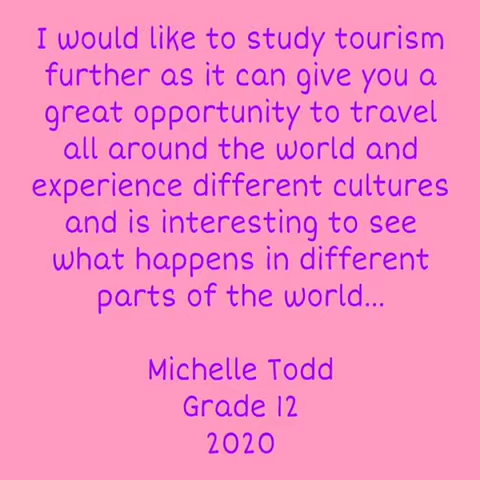 I would like to study tourism
further as it can give you a
great opportunity to travel
all around the world and
experience different cultures
and is interesting to see
what happens in different
parts of the world...
Michelle Todd
Grade 12
2020